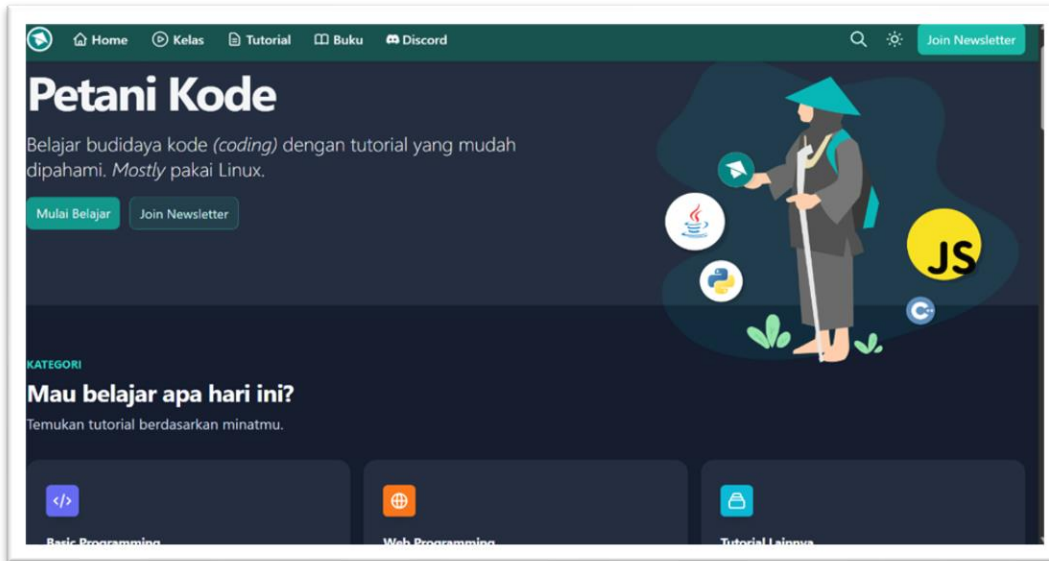 Home Kelas Tutorial Buku Discord Join Newsletter
Petani Kode
Belajar budidaya kode (coding) dengan tutorial yang mudah
dipahami. Mostly pakai Linux.
Mulai Belajar Join Newsletter
JS
C++
KATEGORI
Mau belajar apa hari ini?
Temukan tutorial berdasarkan minatmu.
</>
Basic Programming Web Programming Tutorial Lainnya